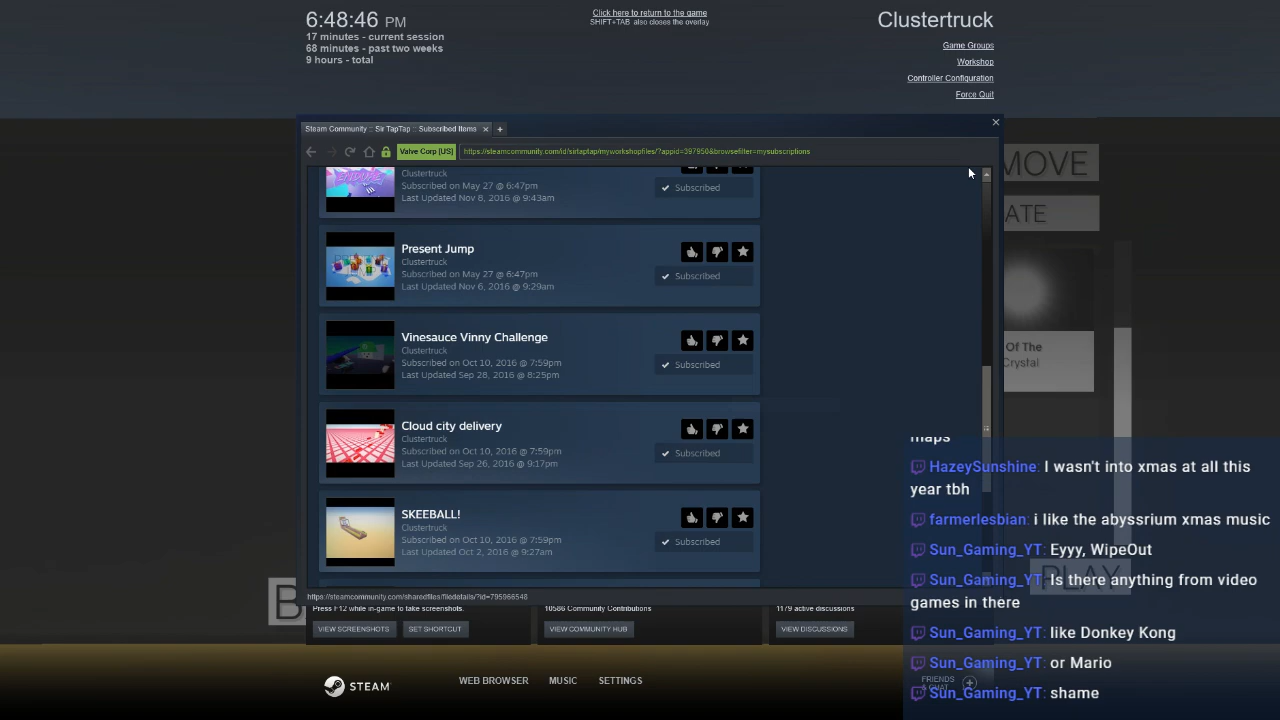 6:48:46 PM
17 minutes - current session
68 minutes - past two weeks
9 hours - total
Click here to return to the game
SHIFT+TAB also closes the overlay
Clustertruck
Game Groups
Workshop
Controller Configuration
Force Quit
Steam Community :: Sir TapTap :: Subscribed Items
Valve Corp [US]
https://steamcommunity.com/id/sirtaptap/myworkshopfiles/?appid=397950&browsefilter=mysubscriptions
Clustertruck
Subscribed on May 27 @ 6:47pm
Last Updated Nov 8, 2016 @ 9:43am
Subscribed
Present Jump
Clustertruck
Subscribed on May 27 @ 6:47pm
Last Updated Nov 6, 2016 @ 9:29am
Subscribed
Vinesauce Vinny Challenge
Clustertruck
Subscribed on Oct 10, 2016 @ 7:59pm
Last Updated Sep 28, 2016 @ 8:25pm
Subscribed
Cloud city delivery
Clustertruck
Subscribed on Oct 10, 2016 @ 7:59pm
Last Updated Sep 26, 2016 @ 9:17pm
Subscribed
SKEEBALL!
Clustertruck
Subscribed on Oct 10, 2016 @ 7:59pm
Last Updated Oct 2, 2016 @ 9:27am
Subscribed
https://steamcommunity.com/sharedfiles/filedetails/?id=795966548
Press F12 while in-game to take screenshots.
VIEW SCREENSHOTS
SET SHORTCUT
10586 Community Contributions
VIEW COMMUNITY HUB
1179 active discussions
VIEW DISCUSSIONS
STEAM
WEB BROWSER
MUSIC
SETTINGS
FRIENDS
& CHAT
MOVE
ATE
Of The
Crystal
B
PLAY
maps
HazeySunshine: I wasn't into xmas at all this
year tbh
farmerlesbian: i like the abyssrium xmas music
Sun_Gaming_YT: Eyyy, WipeOut
Sun_Gaming_YT: Is there anything from video
games in there
Sun_Gaming_YT: like Donkey Kong
Sun_Gaming_YT: or Mario
Sun_Gaming_YT: shame